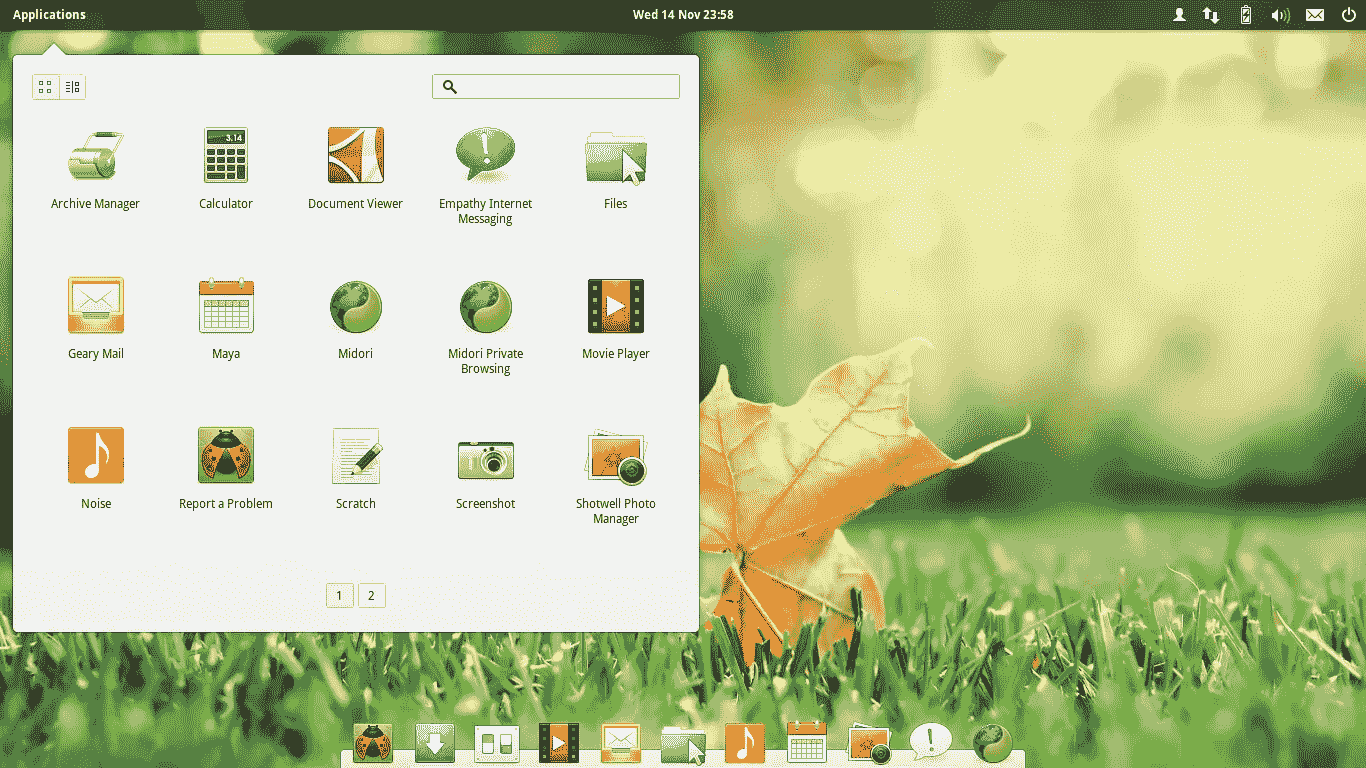 Applications
Wed 14 Nov 23:58
3.14
Archive Manager
Calculator
Document Viewer
Empathy Internet
Messaging
Files
Geary Mail
Maya
Midori
Midori Private
Browsing
Movie Player
Noise
Report a Problem
Scratch
Screenshot
Shotwell Photo
Manager
1
2